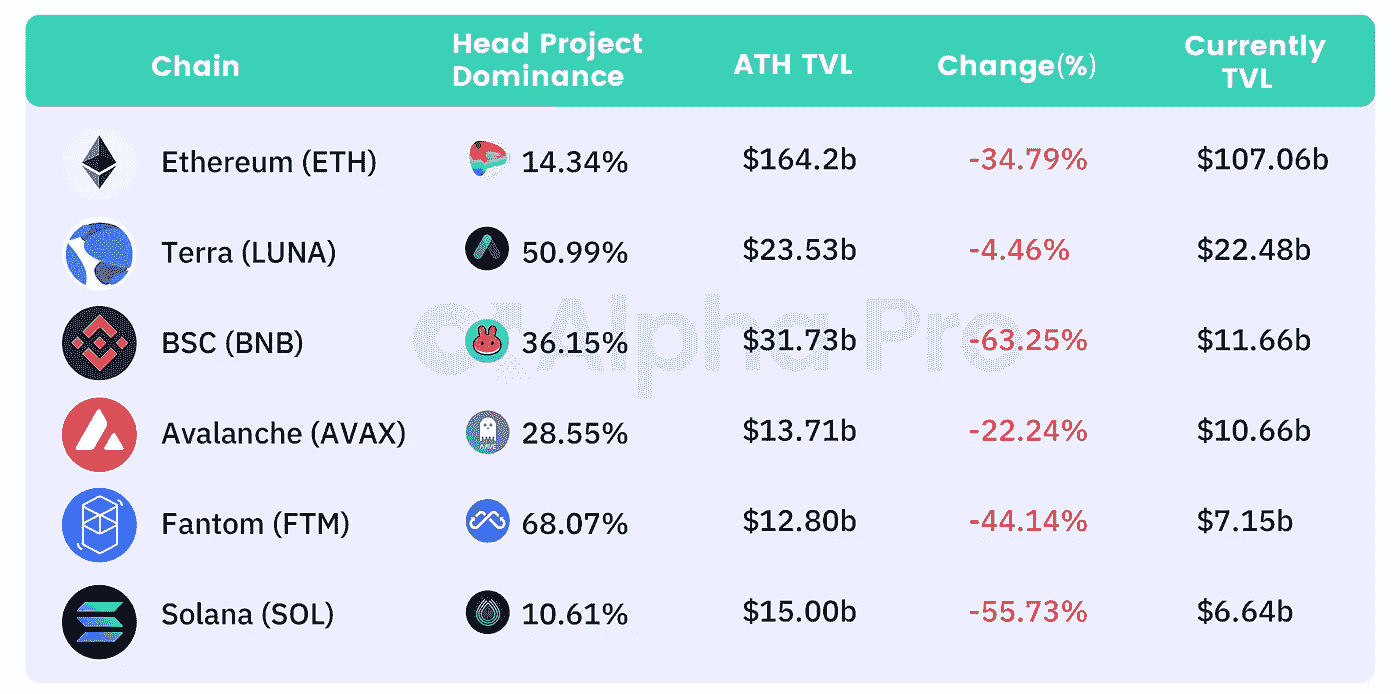 Chain Head Project Dominance ATH TVL Change(%) Currently TVL
Ethereum (ETH) 14.34% $164.2b -34.79% $107.06b
Terra (LUNA) 50.99% $23.53b -4.46% $22.48b
Alpha Pro
BSC (BNB) 36.15% $31.73b -63.25% $11.66b
Avalanche (AVAX) 28.55% $13.71b -22.24% $10.66b
Fantom (FTM) 68.07% $12.80b -44.14% $7.15b
Solana (SOL) 10.61% $15.00b -55.73% $6.64b